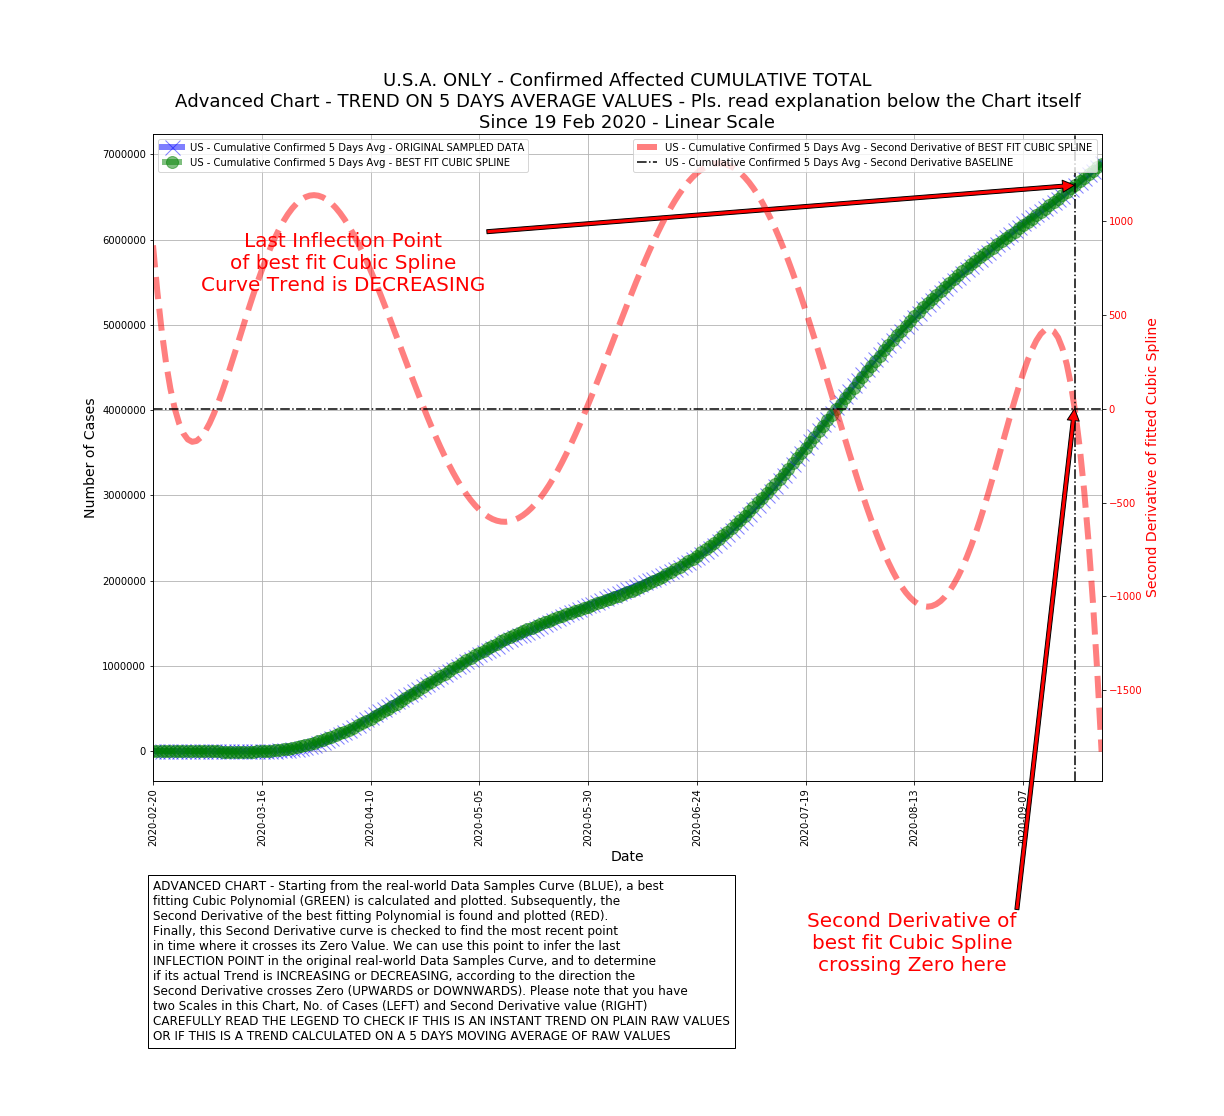 U.S.A. ONLY - Confirmed Affected CUMULATIVE TOTAL
Advanced Chart - TREND ON 5 DAYS AVERAGE VALUES - Pls. read explanation below the Chart itself
Since 19 Feb 2020 - Linear Scale
US - Cumulative Confirmed 5 Days Avg - ORIGINAL SAMPLED DATA
US - Cumulative Confirmed 5 Days Avg - BEST FIT CUBIC SPLINE
US - Cumulative Confirmed 5 Days Avg - Second Derivative of BEST FIT CUBIC SPLINE
US - Cumulative Confirmed 5 Days Avg - Second Derivative BASELINE
Last Inflection Point
of best fit Cubic Spline
Curve Trend is DECREASING
Number of Cases
7000000
6000000
5000000
4000000
3000000
2000000
1000000
0
1000
500
0
−500
−1000
−1500
Second Derivative of fitted Cubic Spline
2020-02-20
2020-03-16
2020-04-10
2020-05-05
2020-05-30
2020-06-24
2020-07-19
2020-08-13
2020-09-07
Date
ADVANCED CHART - Starting from the real-world Data Samples Curve (BLUE), a best
fitting Cubic Polynomial (GREEN) is calculated and plotted. Subsequently, the
Second Derivative of the best fitting Polynomial is found and plotted (RED).
Finally, this Second Derivative curve is checked to find the most recent point
in time where it crosses its Zero Value. We can use this point to infer the last
INFLECTION POINT in the original real-world Data Samples Curve, and to determine
if its actual Trend is INCREASING or DECREASING, according to the direction the
Second Derivative crosses Zero (UPWARDS or DOWNWARDS). Please note that you have
two Scales in this Chart, No. of Cases (LEFT) and Second Derivative value (RIGHT)
CAREFULLY READ THE LEGEND TO CHECK IF THIS IS AN INSTANT TREND ON PLAIN RAW VALUES
OR IF THIS IS A TREND CALCULATED ON A 5 DAYS MOVING AVERAGE OF RAW VALUES
Second Derivative of
best fit Cubic Spline
crossing Zero here